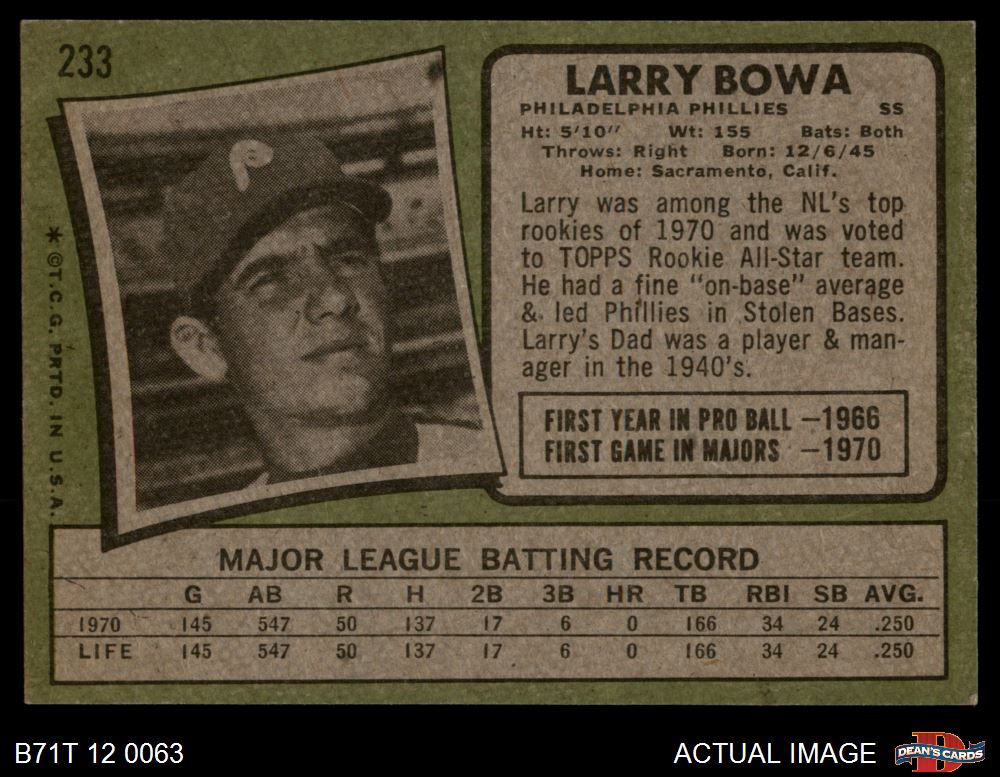 233
LARRY BOWA
PHILADELPHIA PHILLIES SS
Ht: 5'10" Wt: 155 Bats: Both
Throws: Right Born: 12/6/45
Home: Sacramento, Calif.
Larry was among the NL's top
rookies of 1970 and was voted
to TOPPS Rookie All-Star team.
He had a fine "on-base" average
& led Phillies in Stolen Bases.
Larry's Dad was a player & man-
ager in the 1940's.
FIRST YEAR IN PRO BALL —1966
FIRST GAME IN MAJORS —1970
P
* ©T.C.G. PRTD. IN U.S.A.
MAJOR LEAGUE BATTING RECORD
G AB R H 2B 3B HR TB RBI SB AVG.
1970 145 547 50 137 17 6 0 166 34 24 .250
LIFE 145 547 50 137 17 6 0 166 34 24 .250
B71T 12 0063
ACTUAL IMAGE
D
DEAN'S CARDS